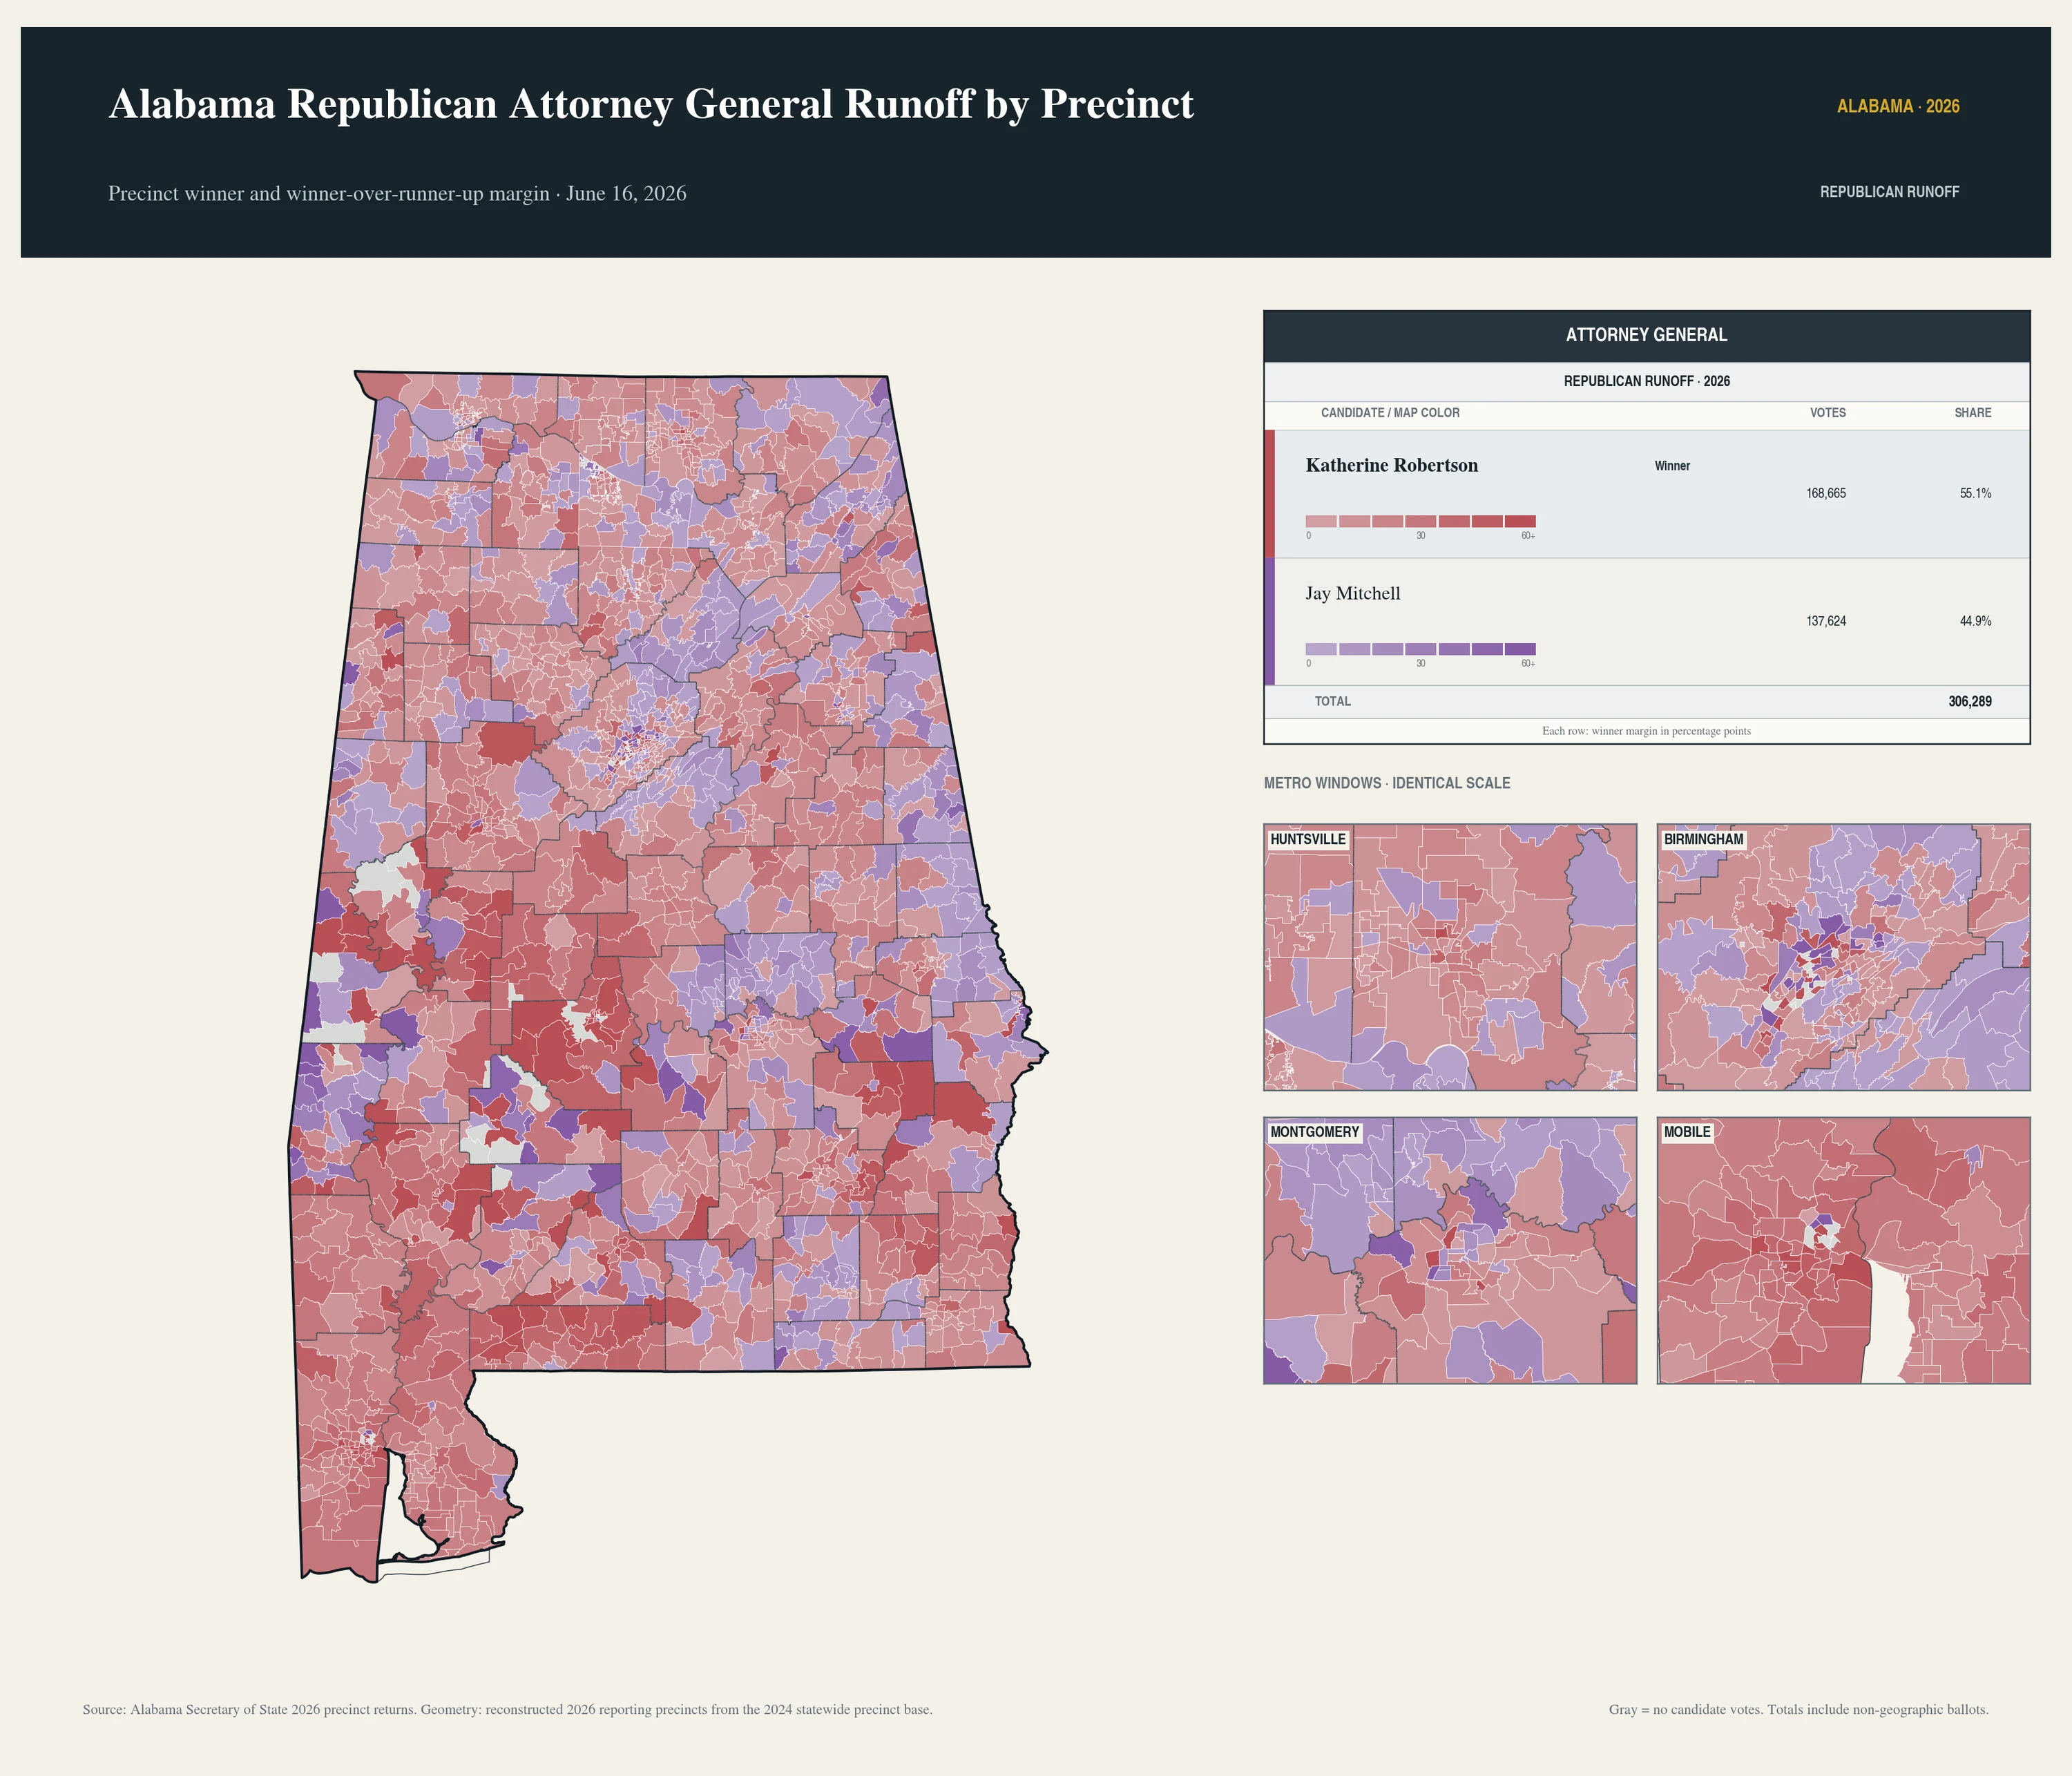 Alabama Republican Attorney General Runoff by Precinct
ALABAMA · 2026
Precinct winner and winner-over-runner-up margin · June 16, 2026
REPUBLICAN RUNOFF
ATTORNEY GENERAL
REPUBLICAN RUNOFF · 2026
CANDIDATE / MAP COLOR VOTES SHARE
Katherine Robertson Winner
168,665 55.1%
0 30 60+
Jay Mitchell
137,624 44.9%
0 30 60+
TOTAL 306,289
Each row: winner margin in percentage points
METRO WINDOWS · IDENTICAL SCALE
HUNTSVILLE
BIRMINGHAM
MONTGOMERY
MOBILE
Source: Alabama Secretary of State 2026 precinct returns. Geometry: reconstructed 2026 reporting precincts from the 2024 statewide precinct base.
Gray = no candidate votes. Totals include non-geographic ballots.